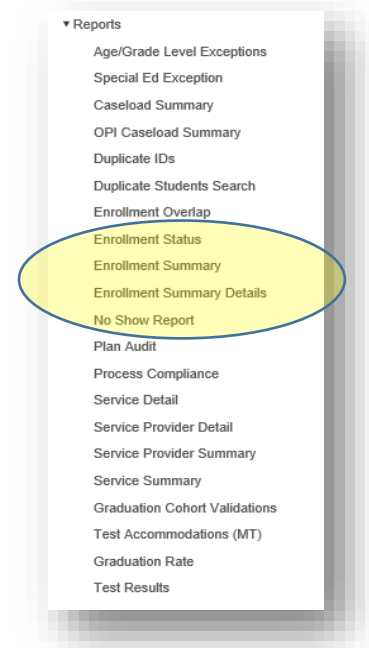 ▾ Reports
Age/Grade Level Exceptions
Special Ed Exception
Caseload Summary
OPI Caseload Summary
Duplicate IDs
Duplicate Students Search
Enrollment Overlap
Enrollment Status
Enrollment Summary
Enrollment Summary Details
No Show Report
Plan Audit
Process Compliance
Service Detail
Service Provider Detail
Service Provider Summary
Service Summary
Graduation Cohort Validations
Test Accommodations (MT)
Graduation Rate
Test Results